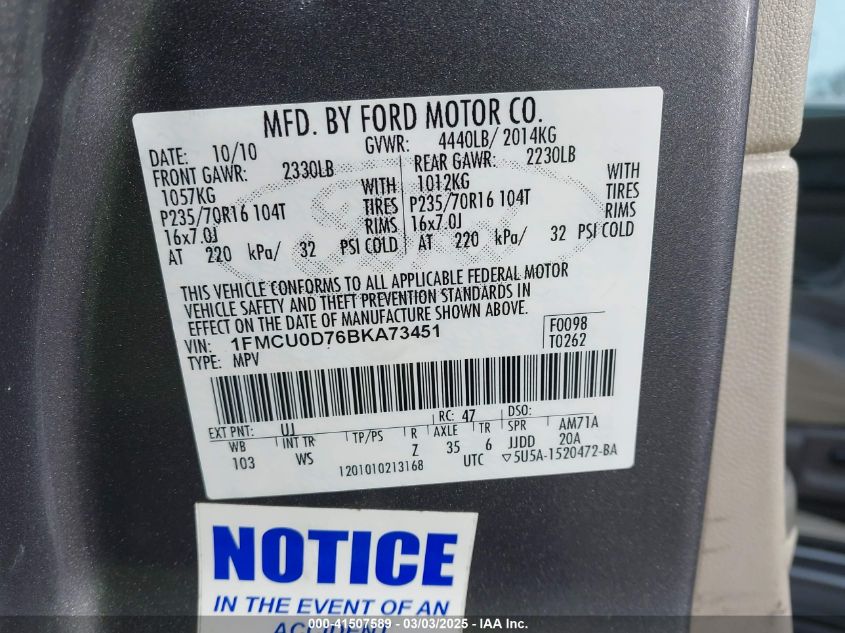 MFD. BY FORD MOTOR CO.
DATE: 10/10 GVWR: 4440LB/ 2014KG
FRONT GAWR: 2330LB REAR GAWR: 2230LB
1057KG WITH 1012KG WITH
P235/70R16 104T TIRES P235/70R16 104T TIRES
16x7.0J RIMS 16x7.0J RIMS
AT 220 kPa/ 32 PSI COLD AT 220 kPa/ 32 PSI COLD
THIS VEHICLE CONFORMS TO ALL APPLICABLE FEDERAL MOTOR
VEHICLE SAFETY AND THEFT PREVENTION STANDARDS IN
EFFECT ON THE DATE OF MANUFACTURE SHOWN ABOVE.
VIN: 1FMCU0D76BKA73451 F0098
TYPE: MPV T0262
EXT PNT: UJ RC: 47 DSO:
WB INT TR TP/PS R AXLE TR SPR AM71A
103 WS Z 35 6 JJDD 20A
1201010213168 UTC ▽5U5A-1520472-BA
NOTICE
IN THE EVENT OF AN
ACCIDENT
000-41507589 — 03/03/2025 — IAA Inc.